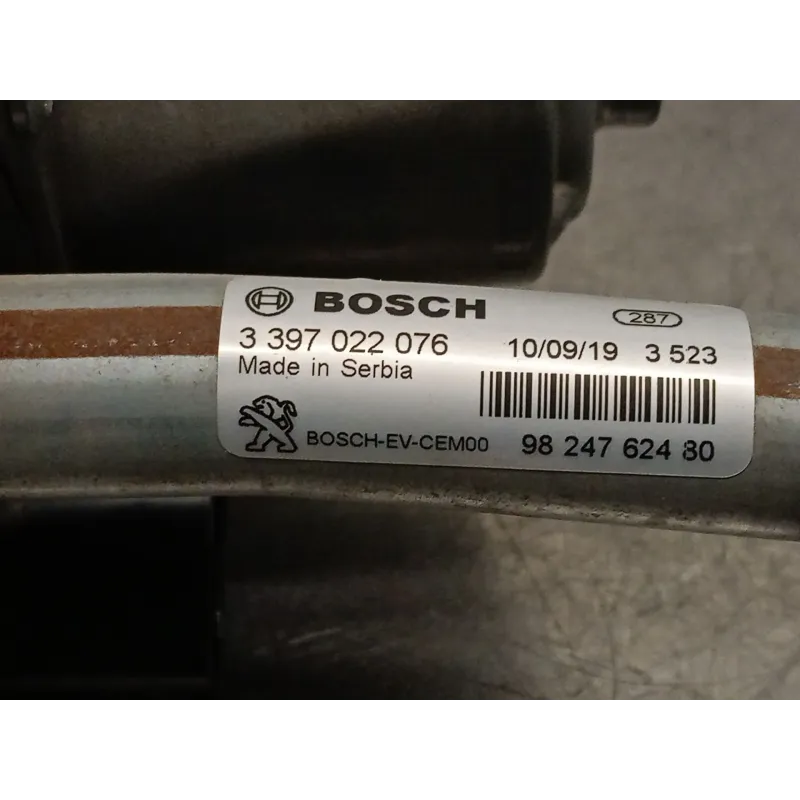 BOSCH 287
3 397 022 076 10/09/19 3 523
Made in Serbia
BOSCH-EV-CEM00 98 247 624 80